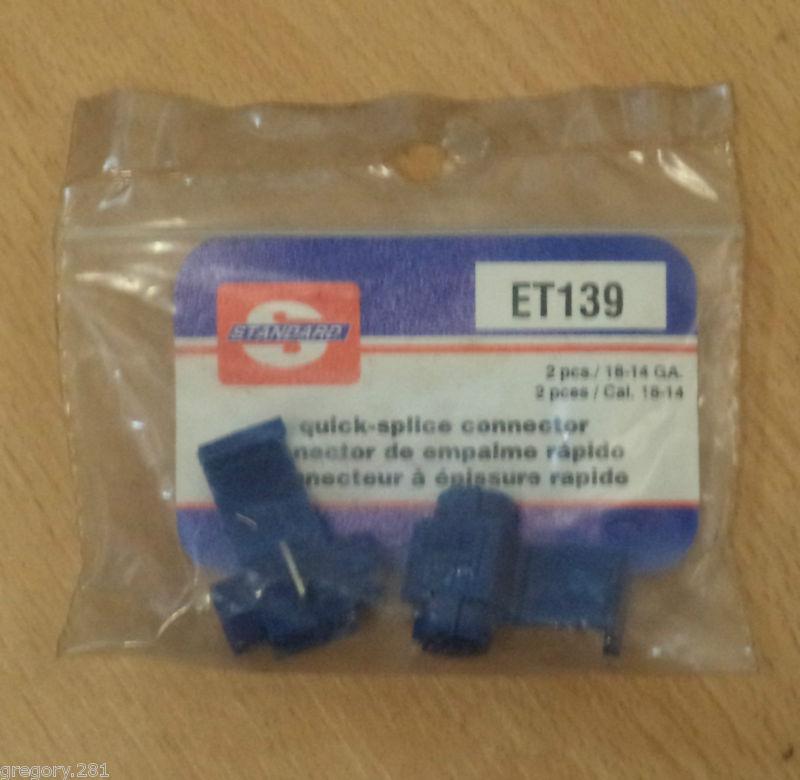 ET139
S
STANDARD
2 pcs./ 18-14 GA.
2 pces / Cal. 18-14
quick-splice connector
nector de empalme rápido
nnecteur à épissure rapide
gregory.281